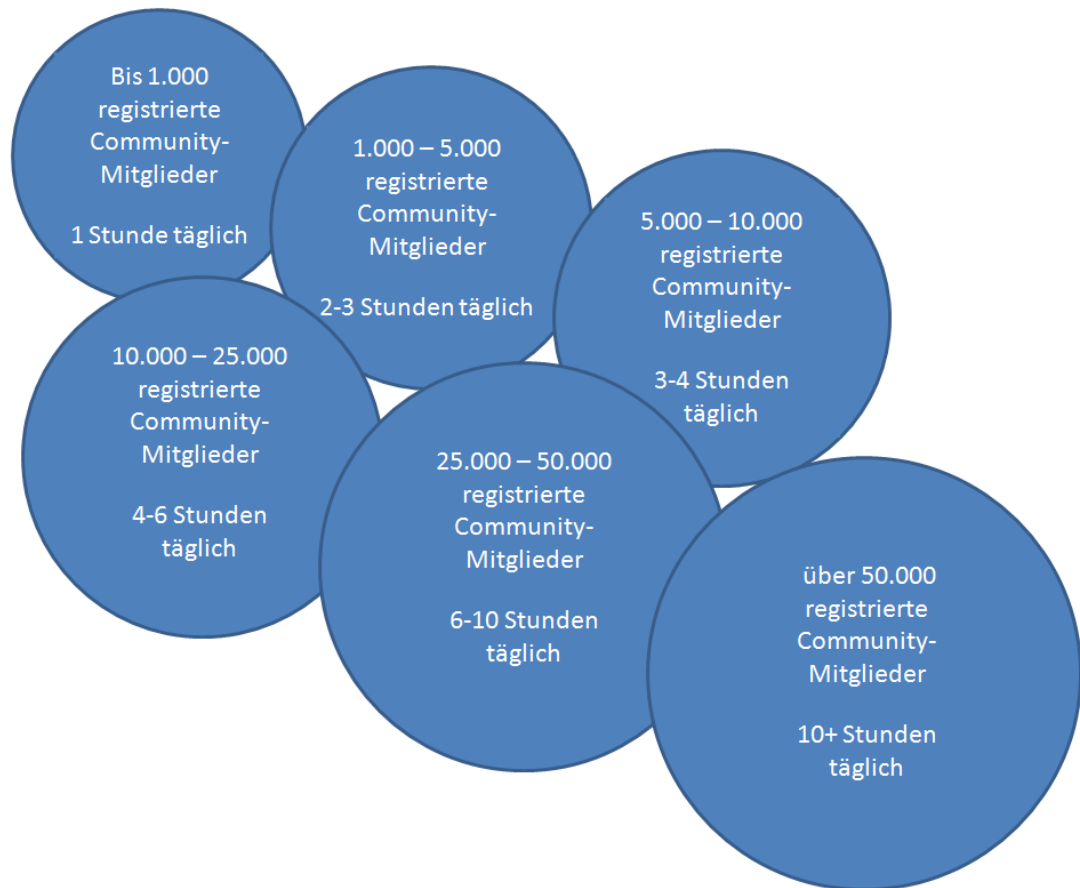 Bis 1.000
registrierte
Community-
Mitglieder
1 Stunde täglich
1.000 – 5.000
registrierte
Community-
Mitglieder
2-3 Stunden täglich
5.000 – 10.000
registrierte
Community-
Mitglieder
3-4 Stunden
täglich
10.000 – 25.000
registrierte
Community-
Mitglieder
4-6 Stunden
täglich
25.000 – 50.000
registrierte
Community-
Mitglieder
6-10 Stunden
täglich
über 50.000
registrierte
Community-
Mitglieder
10+ Stunden
täglich